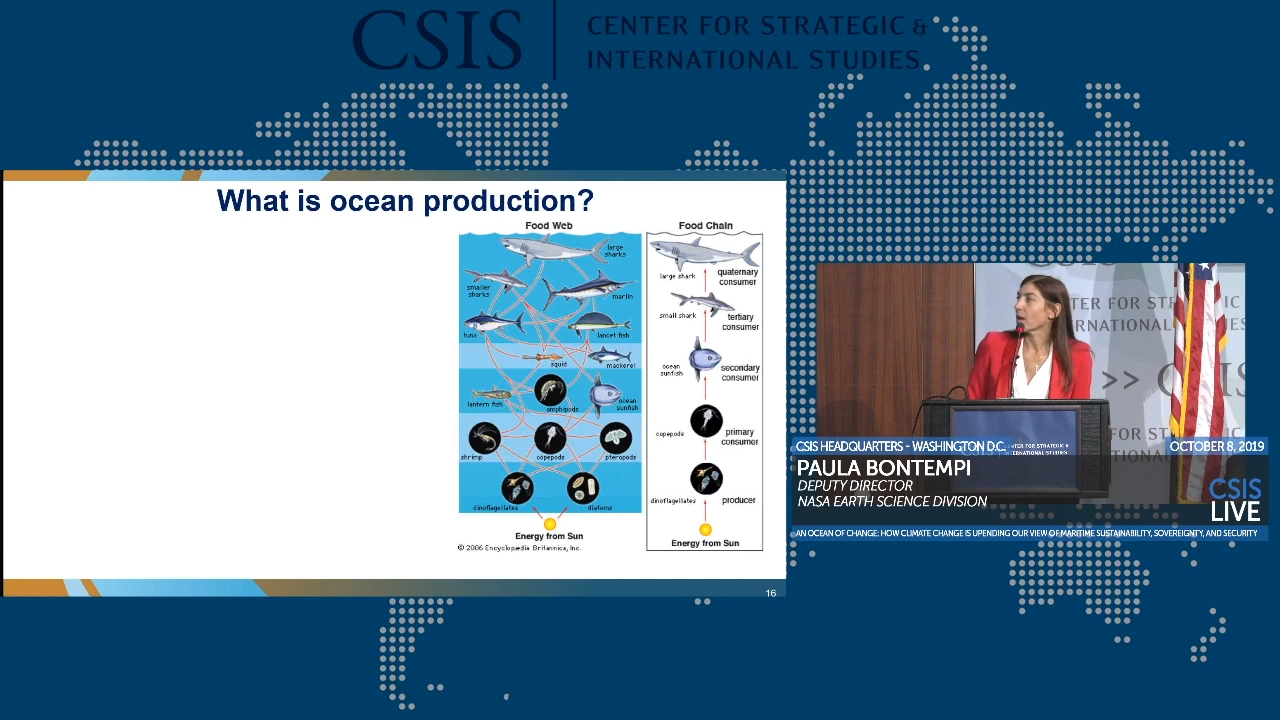 CSIS
CENTER FOR STRATEGIC &
INTERNATIONAL STUDIES
What is ocean production?
Food Web
large
sharks
smaller
sharks
marlin
tuna
lancet fish
squid
mackerel
lantern fish
amphipods
ocean
sunfish
shrimp
copepods
pteropods
dinoflagellates
diatoms
Energy from Sun
© 2006 Encyclopædia Britannica, Inc.
Food Chain
large shark
quaternary
consumer
small shark
tertiary
consumer
ocean
sunfish
secondary
consumer
copepods
primary
consumer
dinoflagellates
producer
Energy from Sun
16
CSIS HEADQUARTERS - WASHINGTON D.C.
OCTOBER 8, 2019
PAULA BONTEMPI
DEPUTY DIRECTOR
NASA EARTH SCIENCE DIVISION
CSIS
LIVE
AN OCEAN OF CHANGE: HOW CLIMATE CHANGE IS UPENDING OUR VIEW OF MARITIME SUSTAINABILITY, SOVEREIGNTY, AND SECURITY